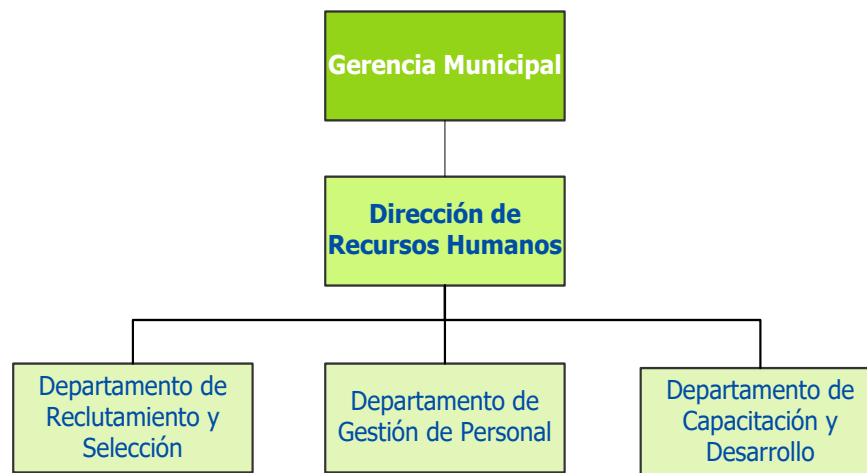 Gerencia Municipal
Dirección de
Recursos Humanos
Departamento de
Reclutamiento y
Selección
Departamento de
Gestión de Personal
Departamento de
Capacitación y
Desarrollo